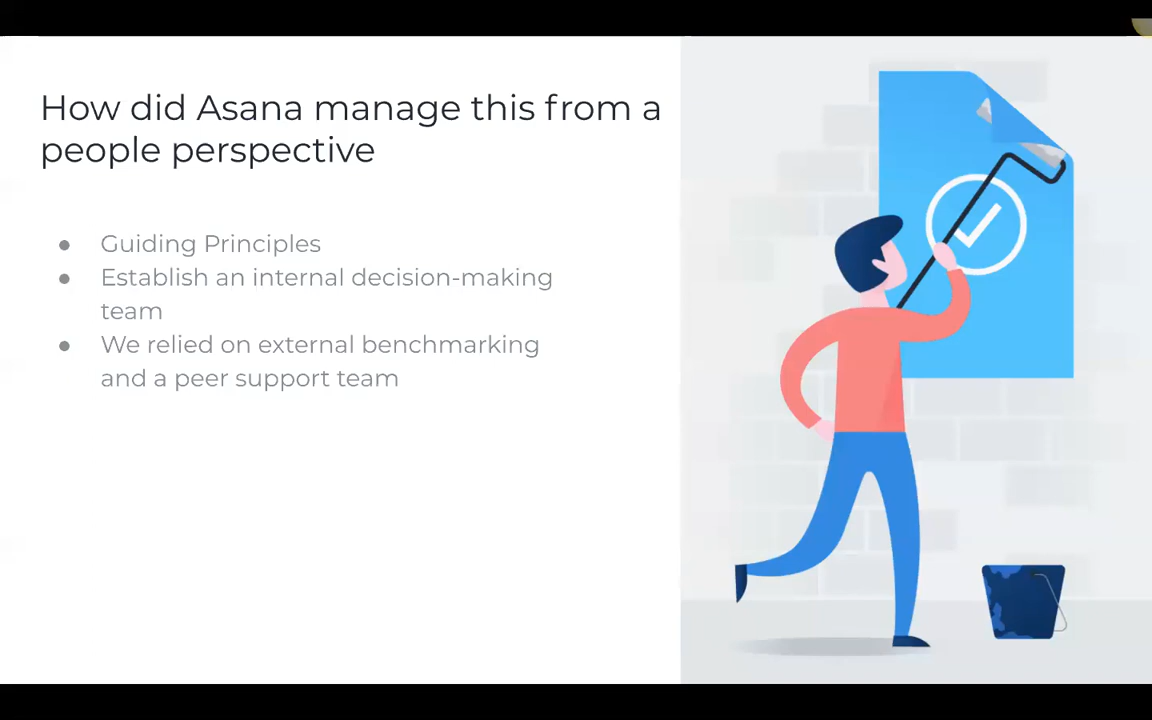 How did Asana manage this from a
people perspective
● Guiding Principles
● Establish an internal decision-making
team
● We relied on external benchmarking
and a peer support team